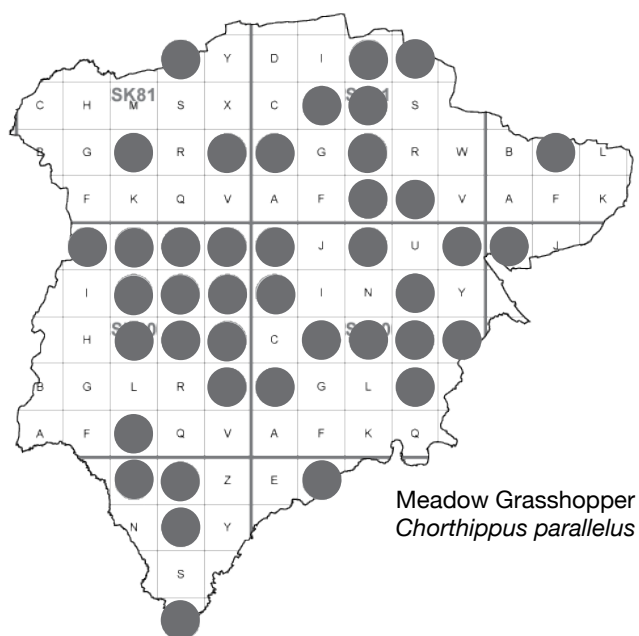 Y D I
SK81
C H M S X C S
B G R G R W B L
F K Q V A F V A F K
J U J
I I N Y
H C
B G L R G L
A F Q V A F K Q
Z E
N Y
S
Meadow Grasshopper
Chorthippus parallelus